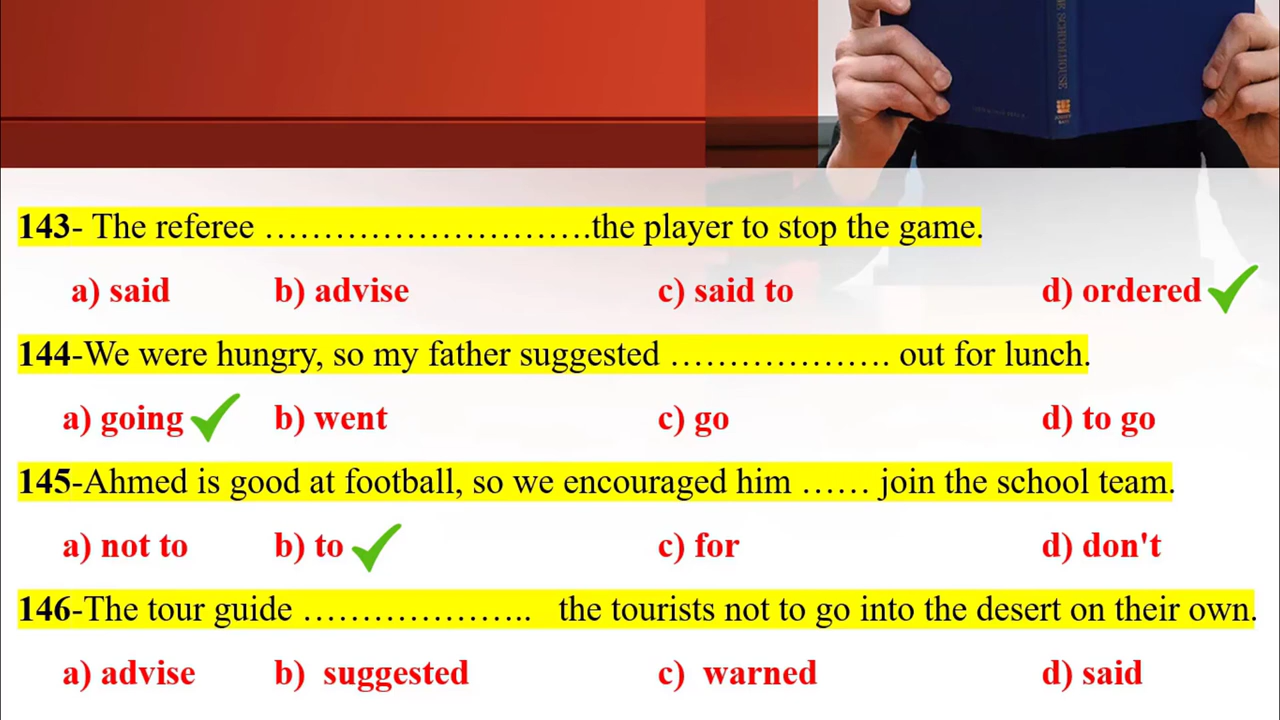 143- The referee ……………………….the player to stop the game.
a) said b) advise c) said to d) ordered
144-We were hungry, so my father suggested ………………. out for lunch.
a) going b) went c) go d) to go
145-Ahmed is good at football, so we encouraged him …… join the school team.
a) not to b) to c) for d) don't
146-The tour guide ……………….. the tourists not to go into the desert on their own.
a) advise b) suggested c) warned d) said